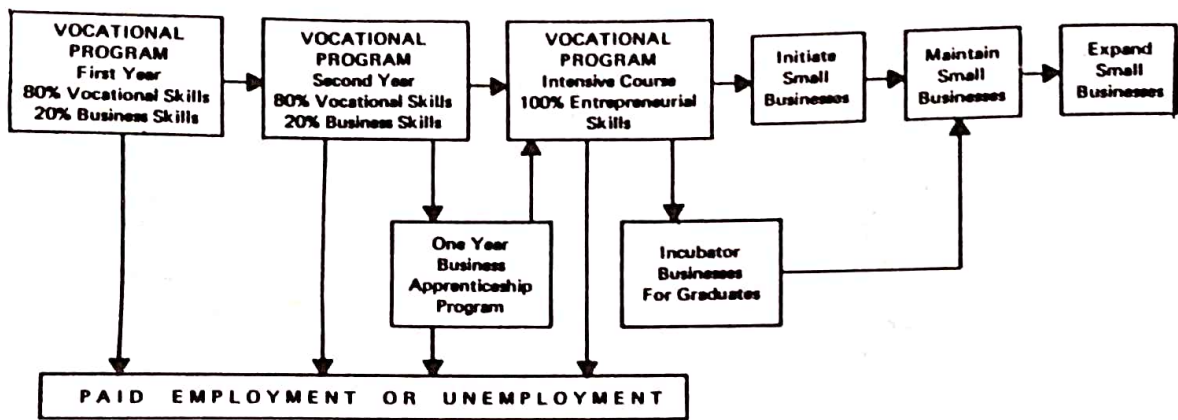 VOCATIONAL
PROGRAM
First Year
80% Vocational Skills
20% Business Skills
VOCATIONAL
PROGRAM
Second Year
80% Vocational Skills
20% Business Skills
VOCATIONAL
PROGRAM
Intensive Course
100% Entrepreneurial
Skills
Initiate
Small
Businesses
Maintain
Small
Businesses
Expand
Small
Businesses
One Year
Business
Apprenticeship
Program
Incubator
Businesses
For Graduates
PAID EMPLOYMENT OR UNEMPLOYMENT